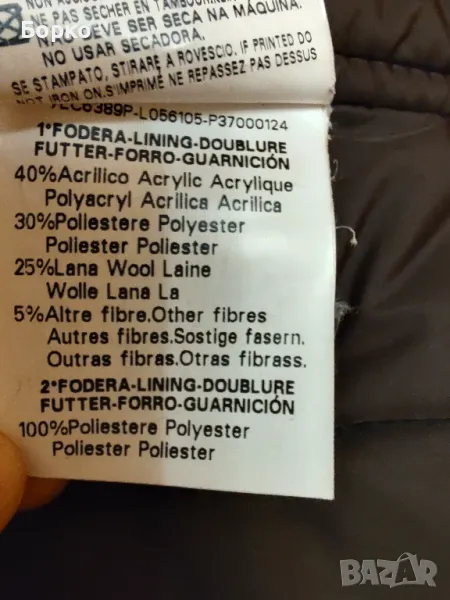 Борко
NE PAS SECHER EN
DEVE SER SECA NA MÁQUINA.
NO USAR SECADORA.
SE STAMPATO, STIRARE A ROVESCIO. IF PRINTED DO
NOT IRON ON. S'IMPRIMÉ NE REPASSEZ PAS DESSUS
6389P-L056105-P37000124
1°FODERA-LINING-DOUBLURE
FUTTER-FORRO-GUARNICIÓN
40%Acrilico Acrylic Acrylique
Polyacryl Acrilica Acrilica
30%Poliestere Polyester
Poliester Poliester
25%Lana Wool Laine
Wolle Lana La
5%Altre fibre.Other fibres
Autres fibres.Sostige fasern.
Outras fibras.Otras fibrass.
2°FODERA-LINING-DOUBLURE
FUTTER-FORRO-GUARNICIÓN
100%Poliestere Polyester
Poliester Poliester
BAZAR